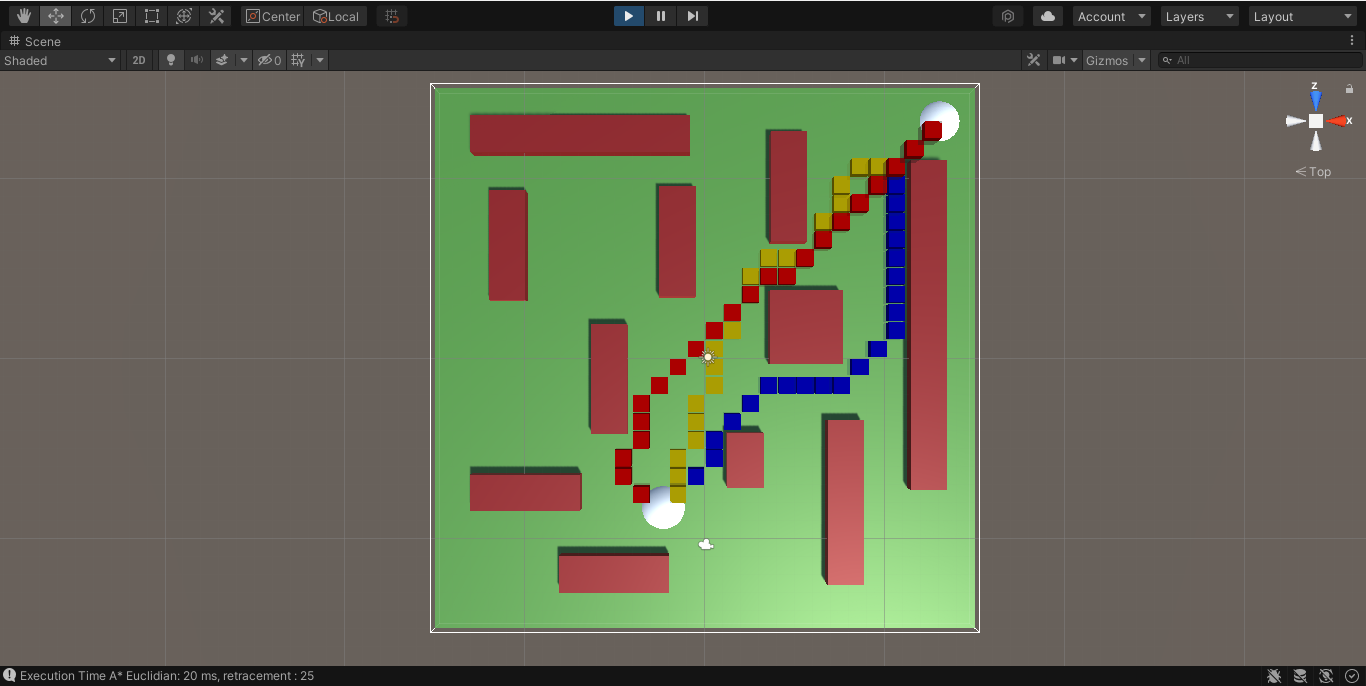 Center Local Account Layers Layout
Scene
Shaded 2D 0 Gizmos All
z
x
Top
Execution Time A* Euclidian: 20 ms, retracement : 25